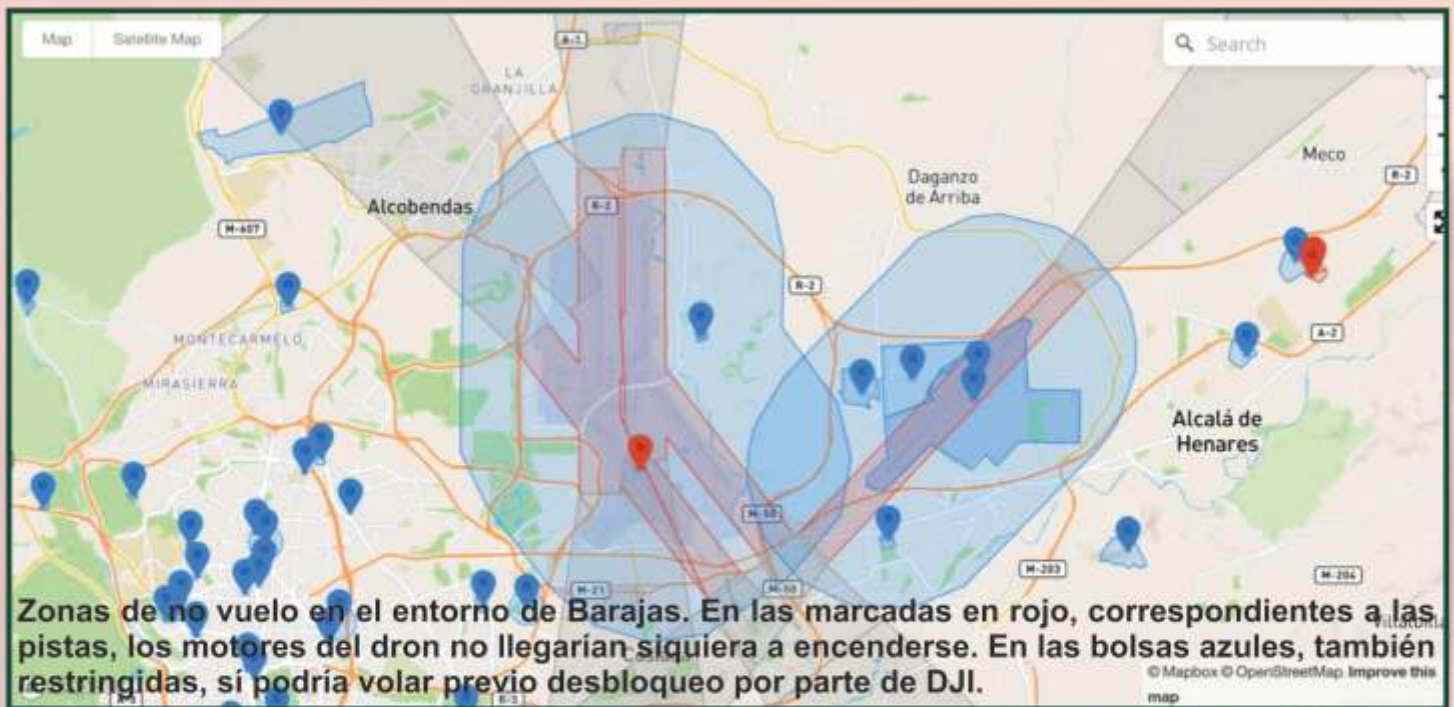 Map
Satellite Map
A-1
Search
LA
GRANJILLA
Meco
Daganzo
de Arriba
R-2
Alcobendas
R-2
M-607
R-2
MONTECARMELO
A-2
MIRASIERRA
Alcalá de
Henares
M-50
M-203
M-204
M-21
M-50
Zonas de no vuelo en el entorno de Barajas. En las marcadas en rojo, correspondientes a las
pistas, los motores del dron no llegarían siquiera a encenderse. En las bolsas azules, también
restringidas, sí podría volar previo desbloqueo por parte de DJI.
© Mapbox © OpenStreetMap Improve this
map
R-3